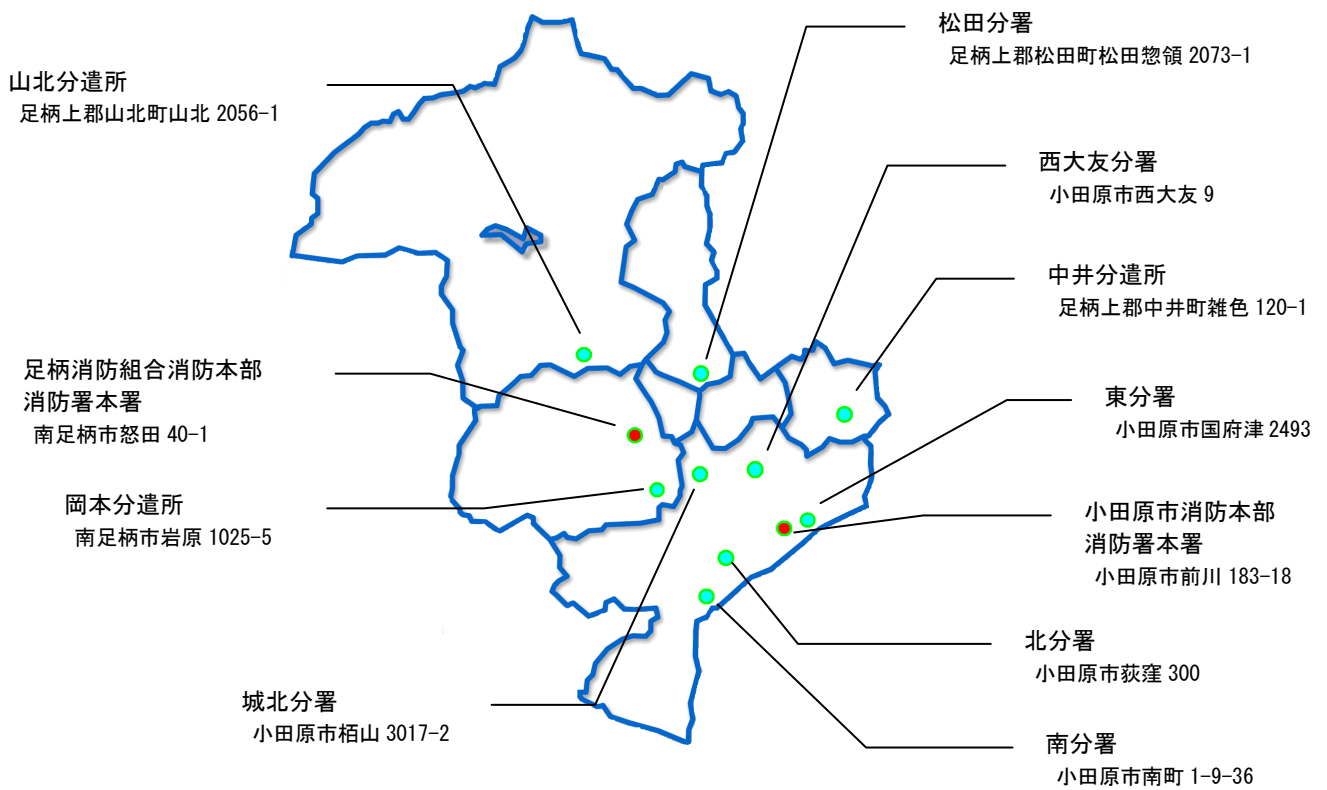 松田分署
足柄上郡松田町松田惣領 2073-1
山北分遣所
足柄上郡山北町山北 2056-1
西大友分署
小田原市西大友 9
中井分遣所
足柄上郡中井町雑色 120-1
足柄消防組合消防本部
消防署本署
南足柄市怒田 40-1
東分署
小田原市国府津 2493
岡本分遣所
南足柄市岩原 1025-5
小田原市消防本部
消防署本署
小田原市前川 183-18
北分署
小田原市荻窪 300
城北分署
小田原市栢山 3017-2
南分署
小田原市南町 1-9-36